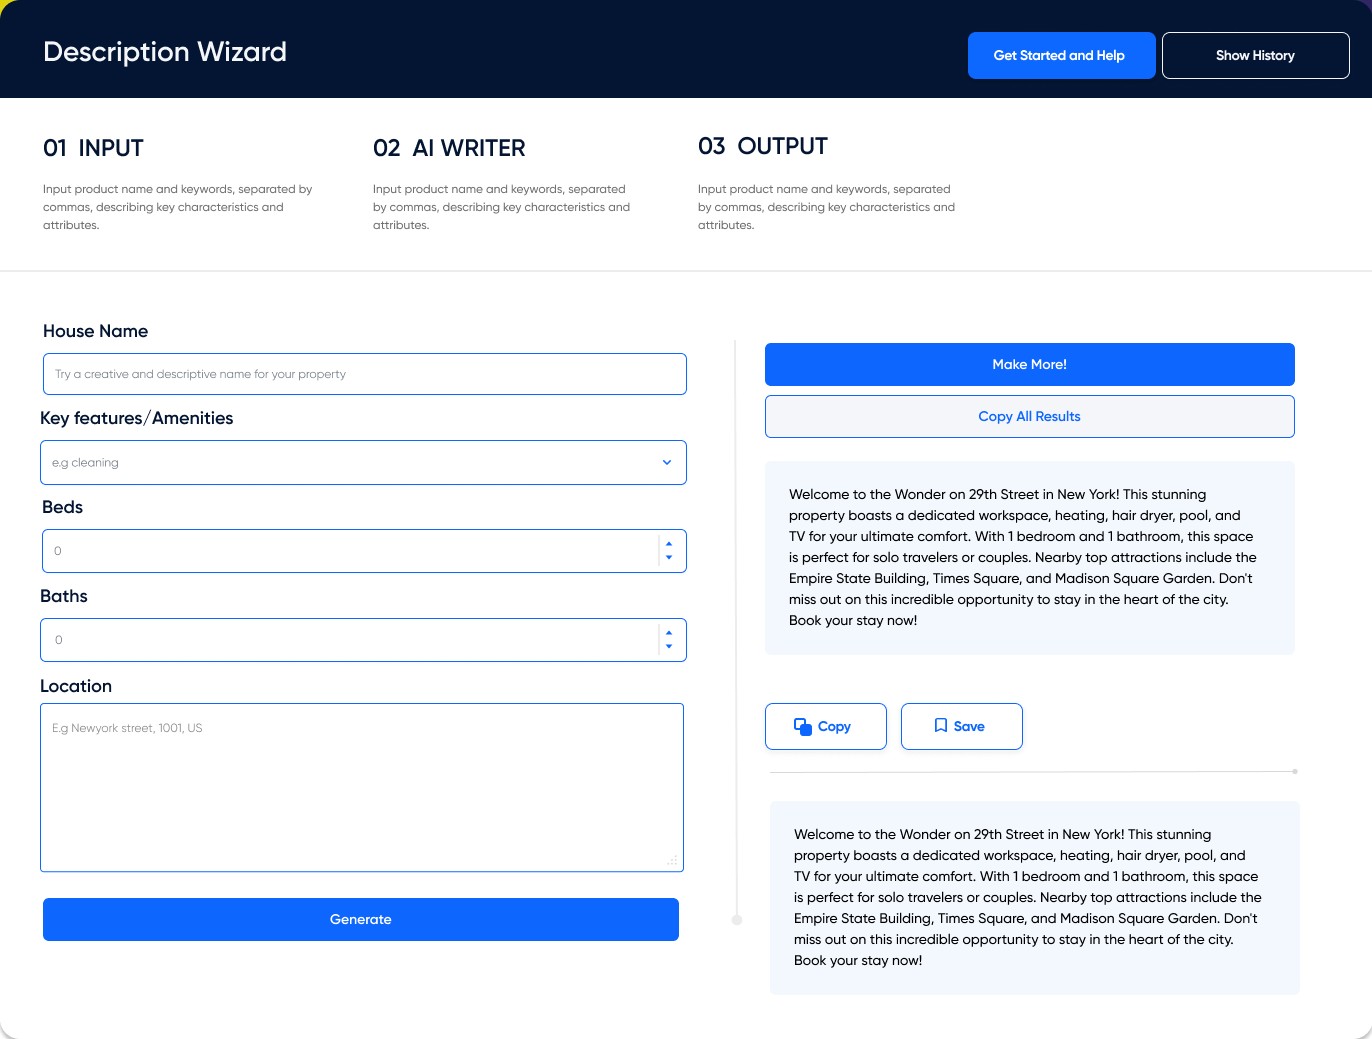 Description Wizard
Get Started and Help
Show History
01 INPUT
Input product name and keywords, separated by
commas, describing key characteristics and
attributes.
02 AI WRITER
Input product name and keywords, separated
by commas, describing key characteristics and
attributes.
03 OUTPUT
Input product name and keywords, separated
by commas, describing key characteristics and
attributes.
House Name
Try a creative and descriptive name for your property
Key features/Amenities
e.g cleaning
Beds
0
Baths
0
Location
E.g Newyork street, 1001, US
Generate
Make More!
Copy All Results
Welcome to the Wonder on 29th Street in New York! This stunning
property boasts a dedicated workspace, heating, hair dryer, pool, and
TV for your ultimate comfort. With 1 bedroom and 1 bathroom, this space
is perfect for solo travelers or couples. Nearby top attractions include the
Empire State Building, Times Square, and Madison Square Garden. Don't
miss out on this incredible opportunity to stay in the heart of the city.
Book your stay now!
Copy
Save
Welcome to the Wonder on 29th Street in New York! This stunning
property boasts a dedicated workspace, heating, hair dryer, pool, and
TV for your ultimate comfort. With 1 bedroom and 1 bathroom, this space
is perfect for solo travelers or couples. Nearby top attractions include the
Empire State Building, Times Square, and Madison Square Garden. Don't
miss out on this incredible opportunity to stay in the heart of the city.
Book your stay now!